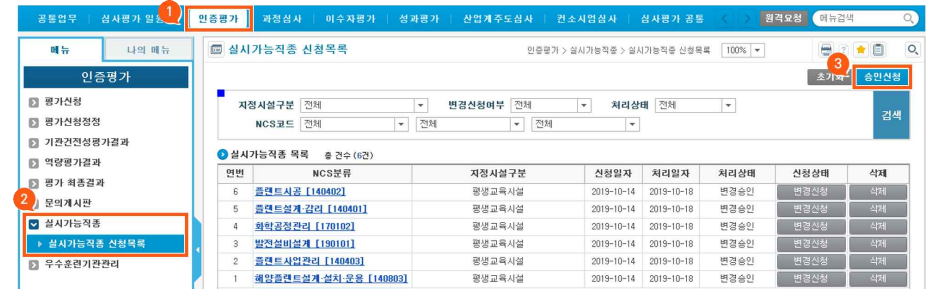 공통업무 심사평가 일 1 인증평가 과정심사 이수자평가 성과평가 산업계주도심사 컨소시엄심사 심사평가 공통 < > 원격요청 메뉴검색
메뉴 나의 메뉴
인증평가
평가신청
평가신청정정
기관건전성평가결과
역량평가결과
평가 최종결과
2 문의게시판
실시가능직종
실시가능직종 신청목록
우수훈련기관관리
실시가능직종 신청목록 인증평가 > 실시가능직종 > 실시가능직종 신청목록 100%
3
초기화 승인신청
지정시설구분 전체 변경신청여부 전체 처리상태 전체
NCS코드 전체 전체 전체
검색
실시가능직종 목록 총 건수 (6건)
연번 NCS분류 지정시설구분 신청일자 처리일자 처리상태 신청상태 삭제
6 플랜트시공 [140402] 평생교육시설 2019-10-14 2019-10-18 변경승인 변경신청 삭제
5 플랜트설계·감리 [140401] 평생교육시설 2019-10-14 2019-10-18 변경승인 변경신청 삭제
4 화학공정관리 [170102] 평생교육시설 2019-10-14 2019-10-18 변경승인 변경신청 삭제
3 발전설비설계 [190101] 평생교육시설 2019-10-14 2019-10-18 변경승인 변경신청 삭제
2 플랜트사업관리 [140403] 평생교육시설 2019-10-14 2019-10-18 변경승인 변경신청 삭제
1 해양플랜트설계·설치·운용 [140803] 평생교육시설 2019-10-14 2019-10-18 변경승인 변경신청 삭제